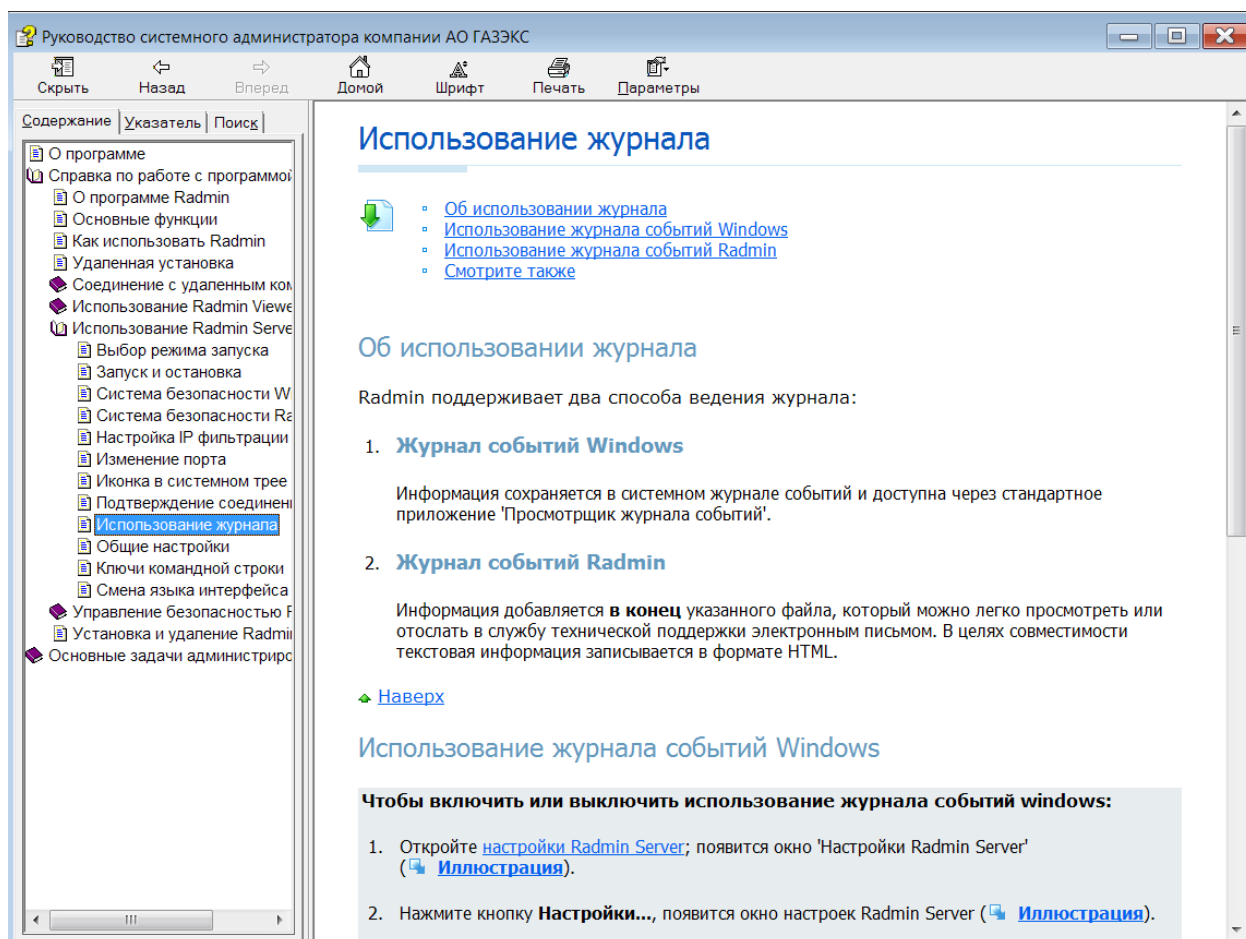 Руководство системного администратора компании АО ГАЗЭКС
Скрыть Назад Вперед Домой Шрифт Печать Параметры
Содержание Указатель Поиск
О программе
Справка по работе с программой
О программе Radmin
Основные функции
Как использовать Radmin
Удаленная установка
Соединение с удаленным ком
Использование Radmin Viewe
Использование Radmin Serve
Выбор режима запуска
Запуск и остановка
Система безопасности W
Система безопасности Ra
Настройка IP фильтрации
Изменение порта
Иконка в системном трее
Подтверждение соединени
Использование журнала
Общие настройки
Ключи командной строки
Смена языка интерфейса
Управление безопасностью R
Установка и удаление Radmin
Основные задачи администриро
Использование журнала
Об использовании журнала
Использование журнала событий Windows
Использование журнала событий Radmin
Смотрите также
Об использовании журнала
Radmin поддерживает два способа ведения журнала:
1. Журнал событий Windows
Информация сохраняется в системном журнале событий и доступна через стандартное
приложение 'Просмотрщик журнала событий'.
2. Журнал событий Radmin
Информация добавляется в конец указанного файла, который можно легко просмотреть или
отослать в службу технической поддержки электронным письмом. В целях совместимости
текстовая информация записывается в формате HTML.
Наверх
Использование журнала событий Windows
Чтобы включить или выключить использование журнала событий windows:
1. Откройте настройки Radmin Server; появится окно 'Настройки Radmin Server'
( Иллюстрация).
2. Нажмите кнопку Настройки..., появится окно настроек Radmin Server ( Иллюстрация).